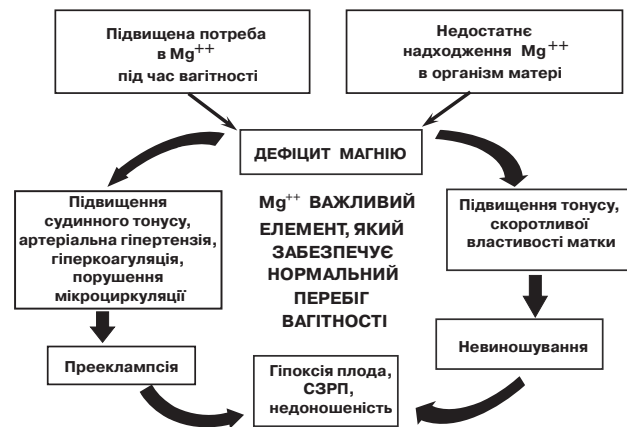 Підвищена потреба
в Mg++
під час вагітності
Недостатнє
надходження Mg++
в організм матері
ДЕФІЦИТ МАГНІЮ
Підвищення
судинного тонусу,
артеріальна гіпертензія,
гіперкоагуляція,
порушення
мікроциркуляції
Mg++ ВАЖЛИВИЙ
ЕЛЕМЕНТ, ЯКИЙ
ЗАБЕЗПЕЧУЄ
НОРМАЛЬНИЙ
ПЕРЕБІГ
ВАГІТНОСТІ
Підвищення тонусу,
скоротливої
властивості матки
Прееклампсія
Невиношування
Гіпоксія плода,
СЗРП,
недоношеність